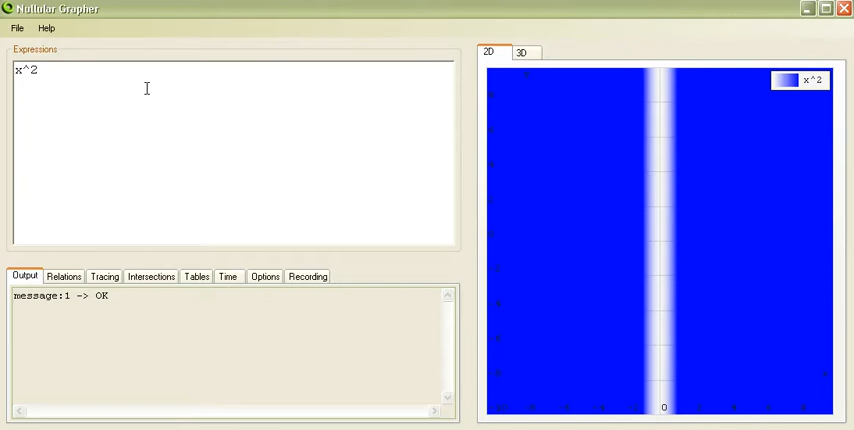 Nullular Grapher
File Help
Expressions
x^2
2D 3D
x^2
0
Output Relations Tracing Intersections Tables Time Options Recording
message:1 -> OK